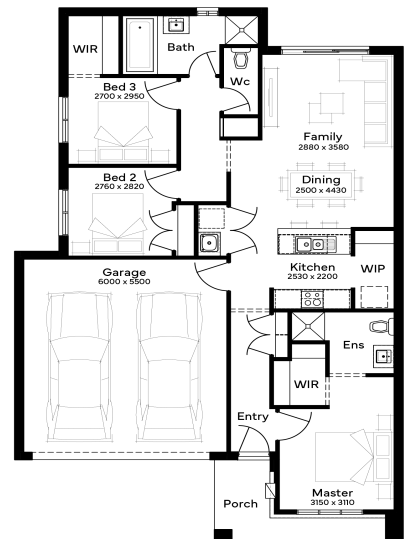 WIR
Bath
Wc
Bed 3
2700 x 2950
Family
2880 x 3580
Bed 2
2760 x 2820
Dining
2500 x 4430
Garage
6000 x 5500
Kitchen
2530 x 2200
WIP
Ens
WIR
Entry
Master
3150 x 3110
Porch